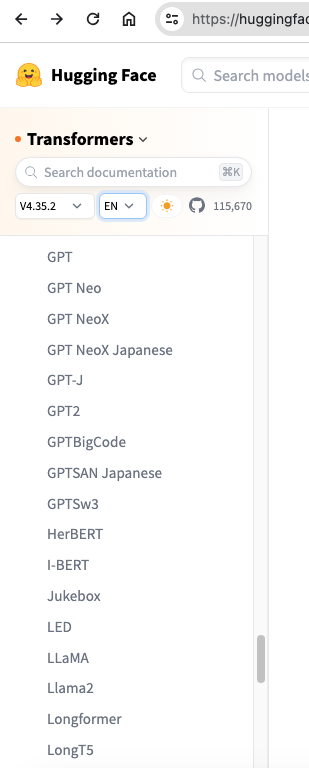 https://huggingfac
Hugging Face
Search models
Transformers
Search documentation ⌘K
V4.35.2 EN 115,670
GPT
GPT Neo
GPT NeoX
GPT NeoX Japanese
GPT-J
GPT2
GPTBigCode
GPTSAN Japanese
GPTSw3
HerBERT
I-BERT
Jukebox
LED
LLaMA
Llama2
Longformer
LongT5